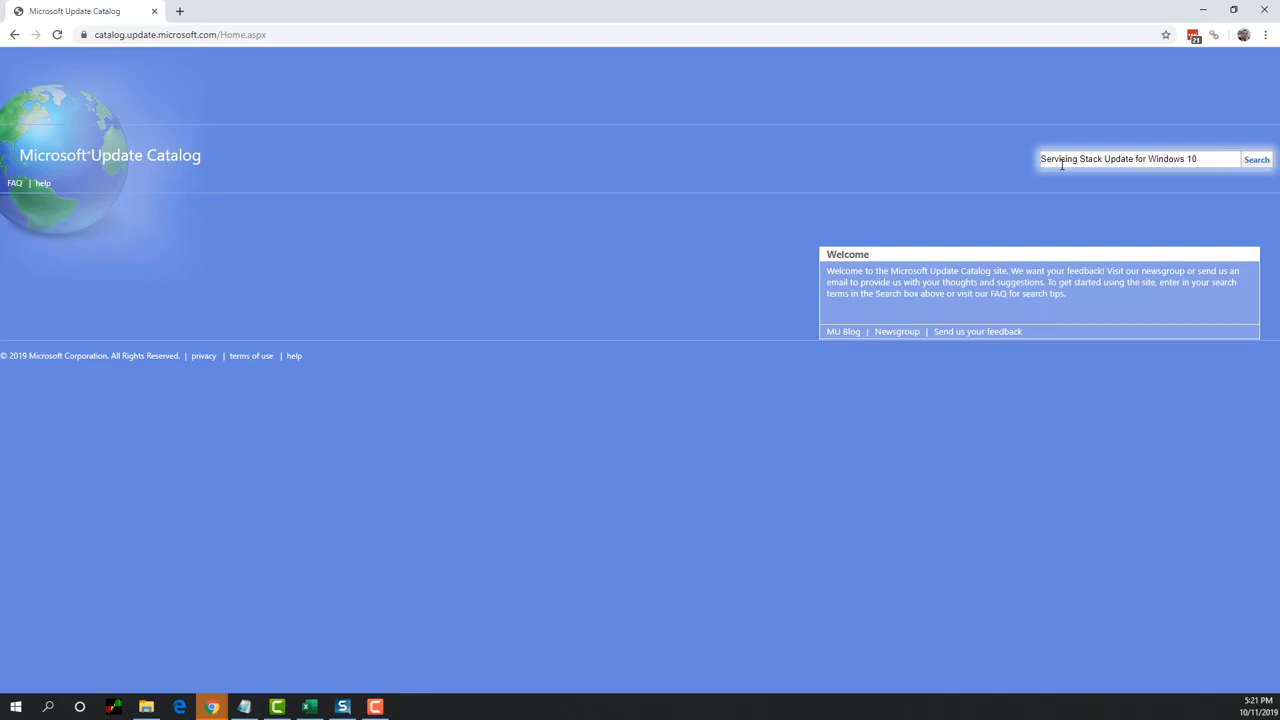 Microsoft Update Catalog
catalog.update.microsoft.com/Home.aspx
21
Microsoft® Update Catalog
Servicing Stack Update for Windows 10
Search
FAQ | help
Welcome
Welcome to the Microsoft Update Catalog site. We want your feedback! Visit our newsgroup or send us an
email to provide us with your thoughts and suggestions. To get started using the site, enter in your search
terms in the Search box above or visit our FAQ for search tips.
MU Blog | Newsgroup | Send us your feedback
© 2019 Microsoft Corporation. All Rights Reserved. | privacy | terms of use | help
5:21 PM
10/11/2019